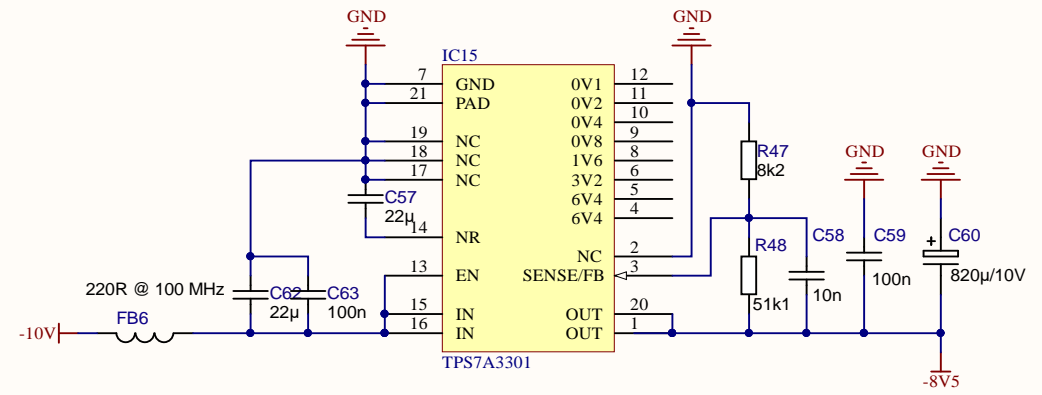 GND
GND
IC15
7 GND 0V1 12
21 PAD 0V2 11
0V4 10
19 NC 0V8 9
18 NC 1V6 8
17 NC 3V2 6
6V4 5
6V4 4
14 NR
NC 2
13 EN SENSE/FB 3
15 IN OUT 20
16 IN OUT 1
TPS7A3301
C57
22µ
C62
22µ
C63
100n
220R @ 100 MHz
FB6
-10V
R47
8k2
R48
51k1
C58
10n
GND
C59
100n
GND
+
C60
820µ/10V
-8V5